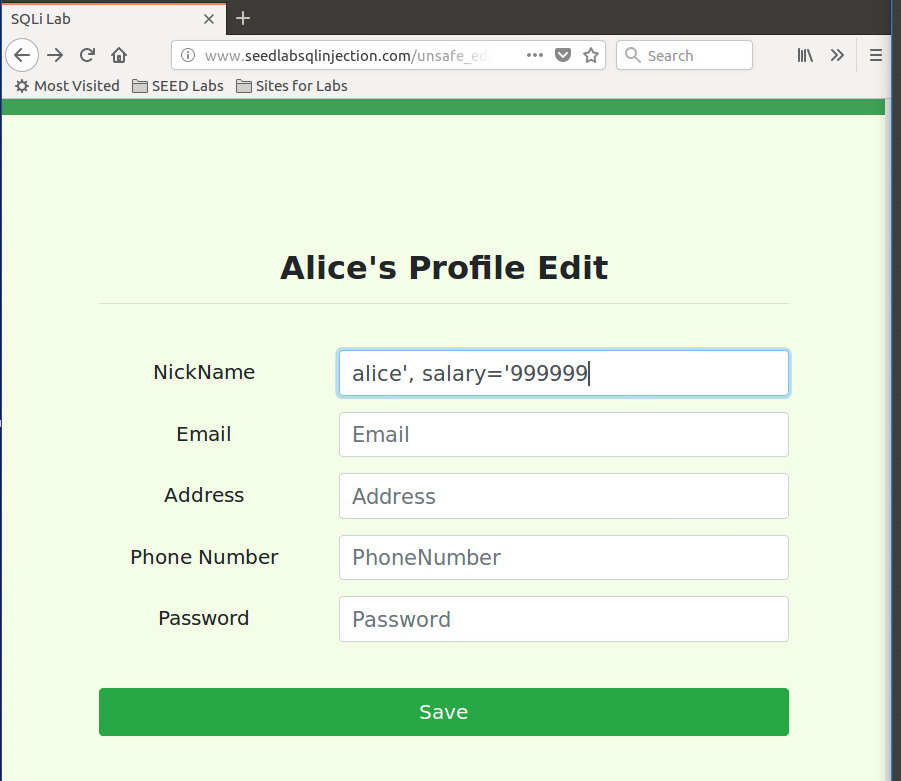 SQLi Lab
www.seedlabsqlinjection.com/unsafe_ed
Search
Most Visited SEED Labs Sites for Labs
Alice's Profile Edit
NickName alice', salary='999999
Email Email
Address Address
Phone Number PhoneNumber
Password Password
Save